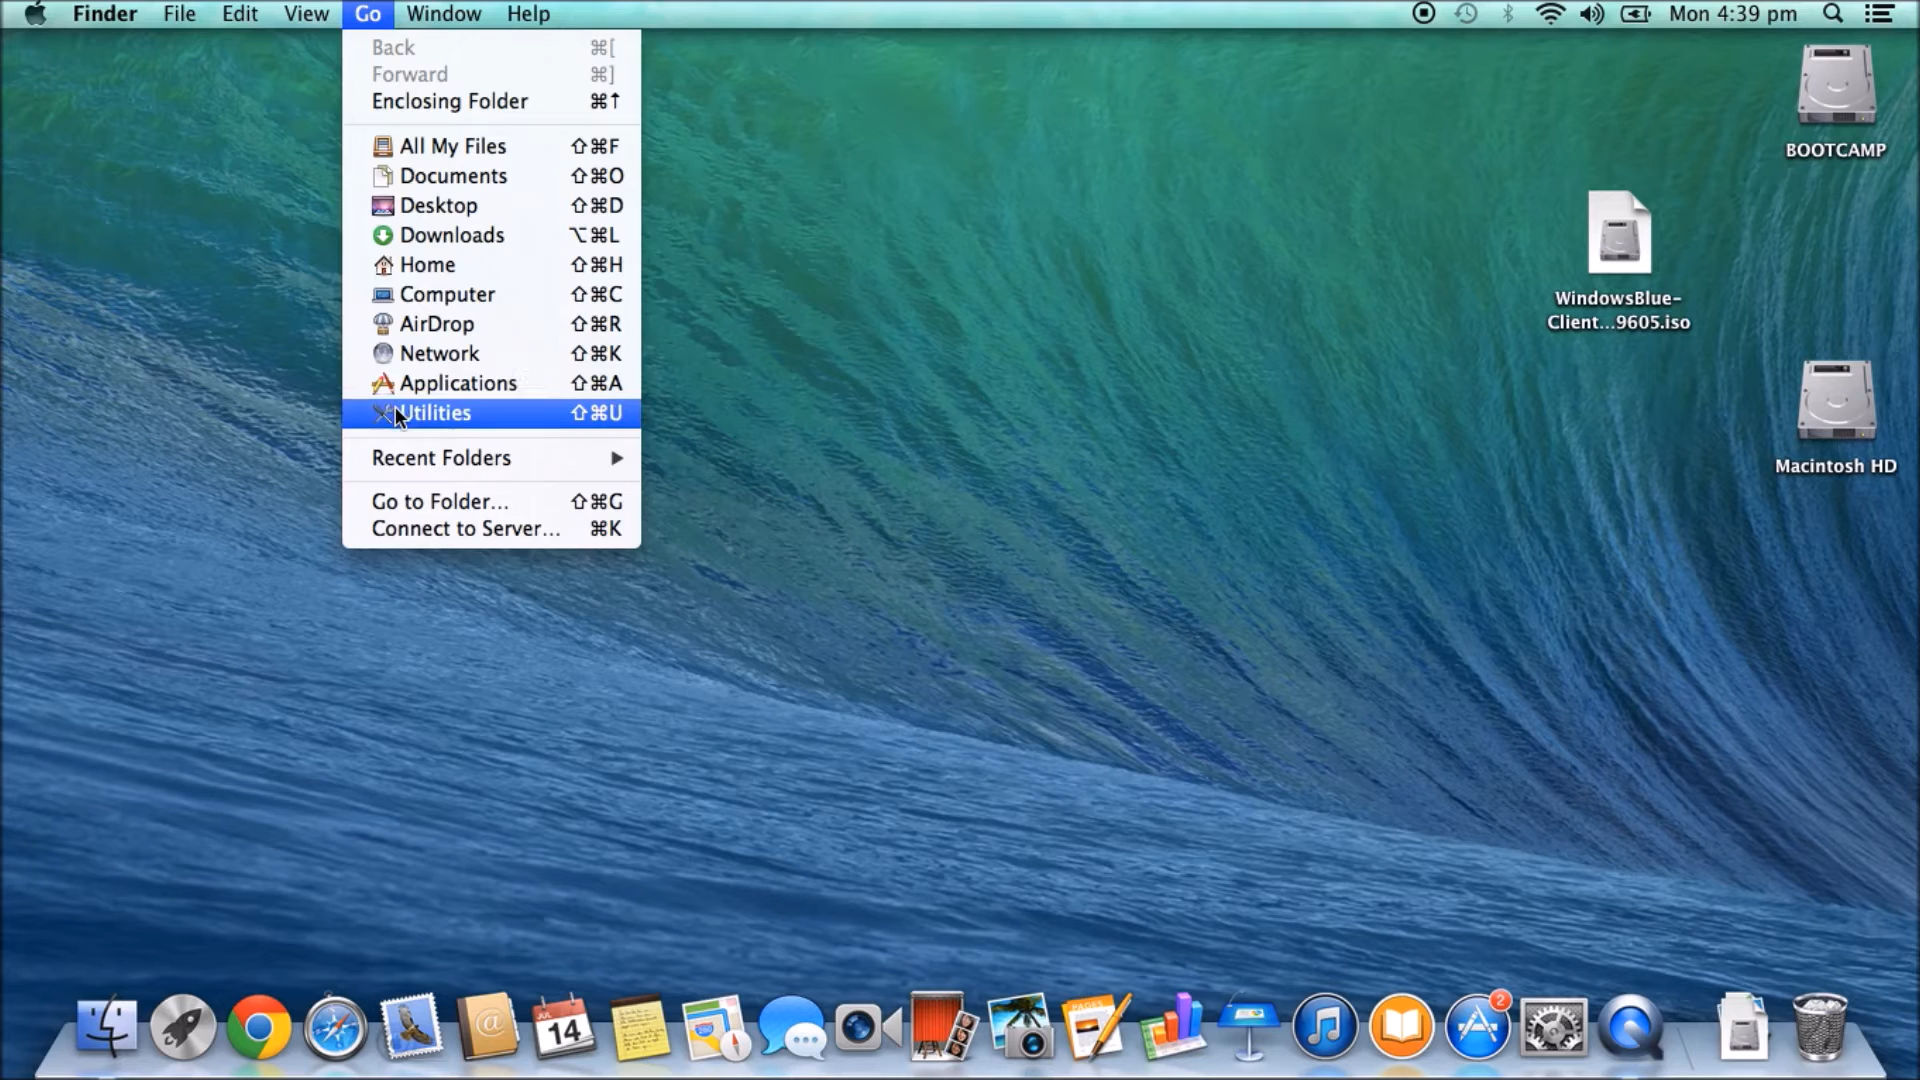 Finder File Edit View Go Window Help Mon 4:39 pm
Back ⌘[
Forward ⌘]
Enclosing Folder ⌘↑
All My Files ⇧⌘F
Documents ⇧⌘O
Desktop ⇧⌘D
Downloads ⌥⌘L
Home ⇧⌘H
Computer ⇧⌘C
AirDrop ⇧⌘R
Network ⇧⌘K
Applications ⇧⌘A
Utilities ⇧⌘U
Recent Folders
Go to Folder... ⇧⌘G
Connect to Server... ⌘K
BOOTCAMP
WindowsBlue-
Client...9605.iso
Macintosh HD
JUL
14
PAGES
2